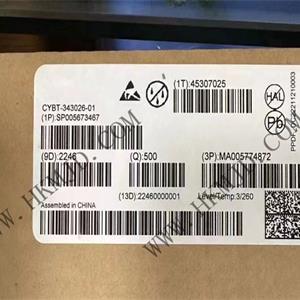 CYBT-343026-01
(1P):SP005673467
(1T):45307025
HAL
Pb
(9D):2246
(Q):500
(3P):MA005774872
(13D):22460000001
Level/Temp:3/260
Assembled in CHINA
WWW.HKMJD.COM